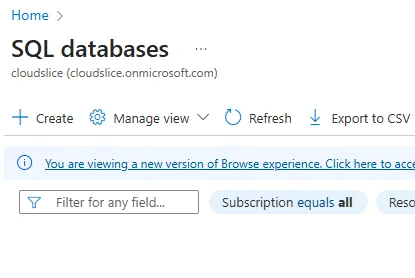 Home >
SQL databases ...
cloudslice (cloudslice.onmicrosoft.com)
Create Manage view Refresh Export to CSV
You are viewing a new version of Browse experience. Click here to acce
Filter for any field... Subscription equals all Reso